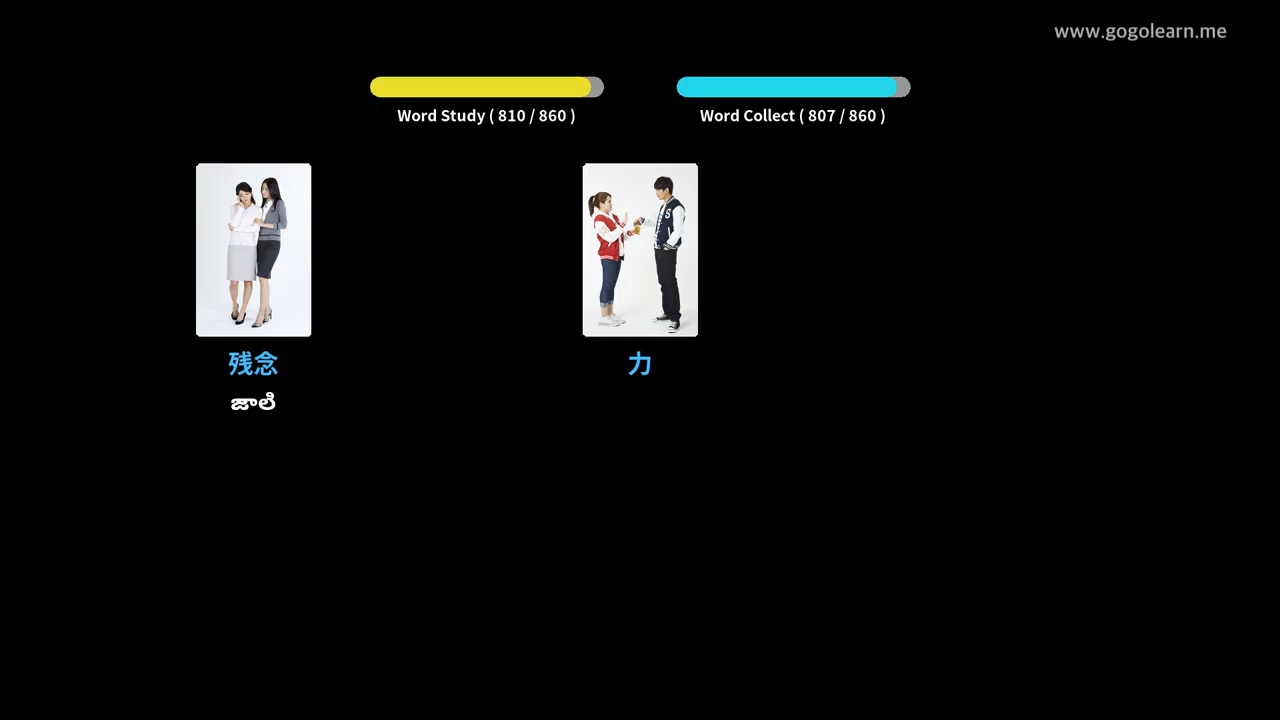 www.gogolearn.me
Word Study ( 810 / 860 )
Word Collect ( 807 / 860 )
残念
力
జాలి